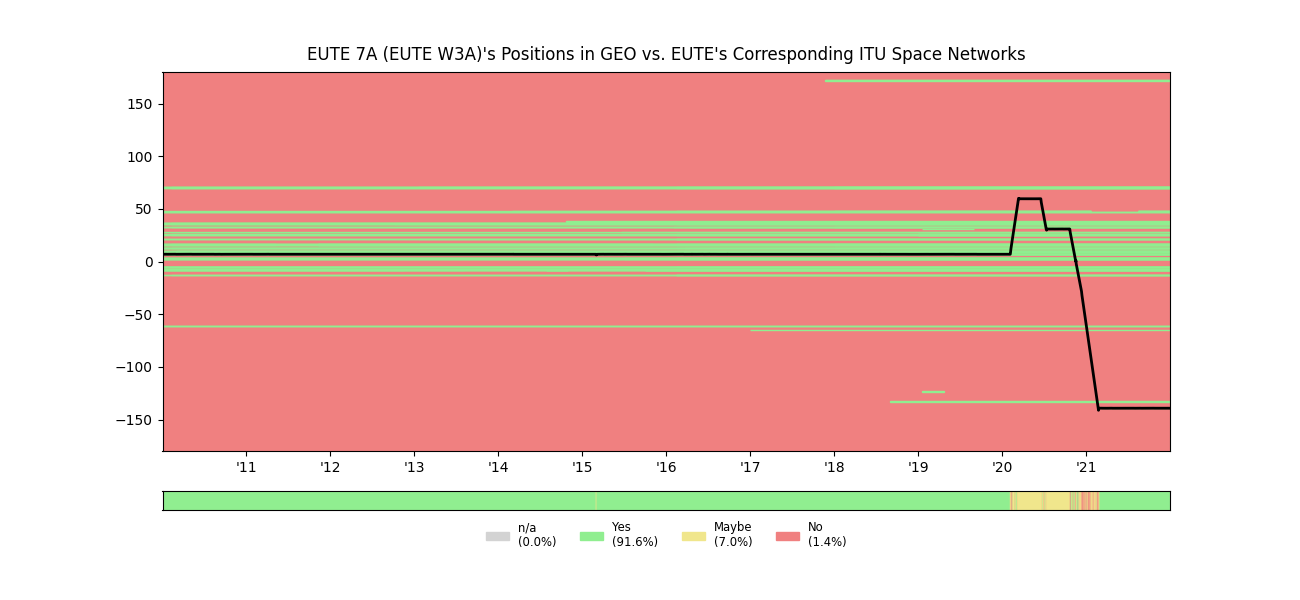 EUTE 7A (EUTE W3A)'s Positions in GEO vs. EUTE's Corresponding ITU Space Networks
150
100
50
0
−50
−100
−150
'11 '12 '13 '14 '15 '16 '17 '18 '19 '20 '21
n/a Yes Maybe No
(0.0%) (91.6%) (7.0%) (1.4%)